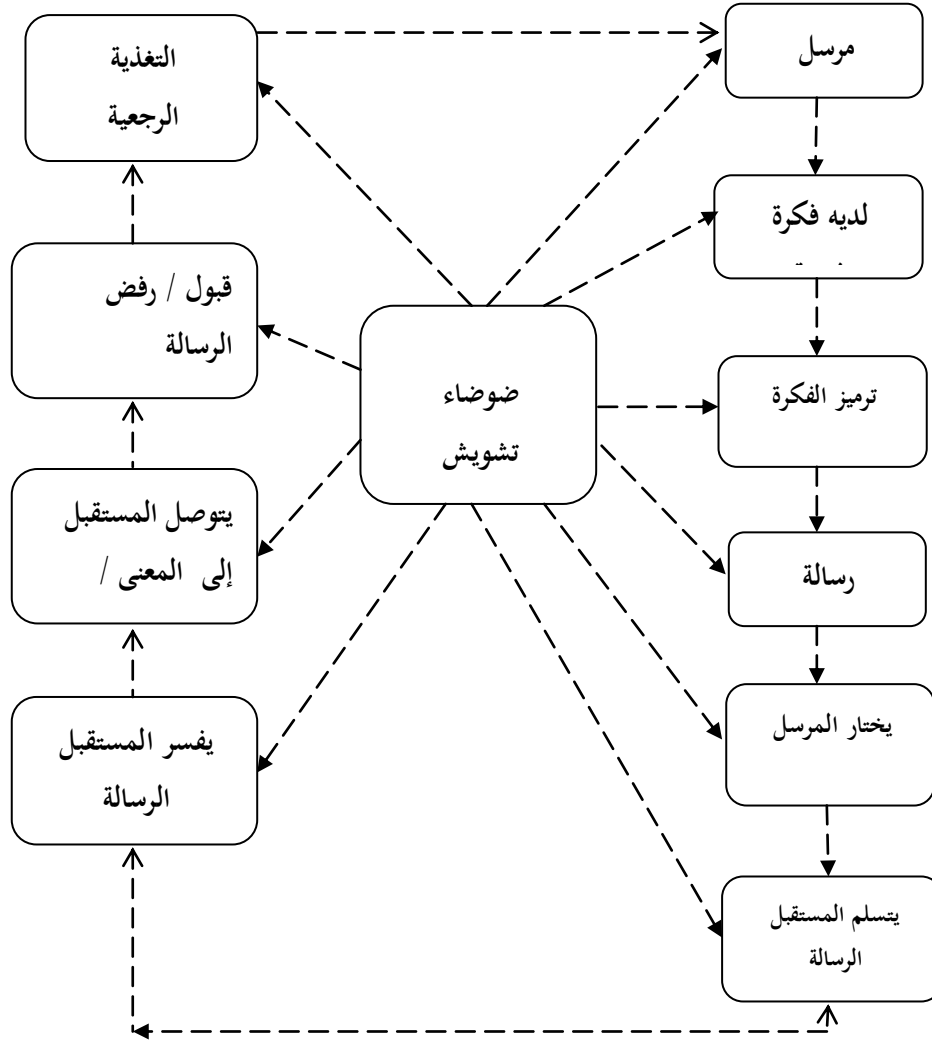 مرسل
لديه فكرة
ترميز الفكرة
رسالة
يختار المرسل
يتسلم المستقبل
الرسالة
يفسر المستقبل
الرسالة
يتوصل المستقبل
إلى المعنى /
قبول / رفض
الرسالة
التغذية
الرجعية
ضوضاء
تشويش